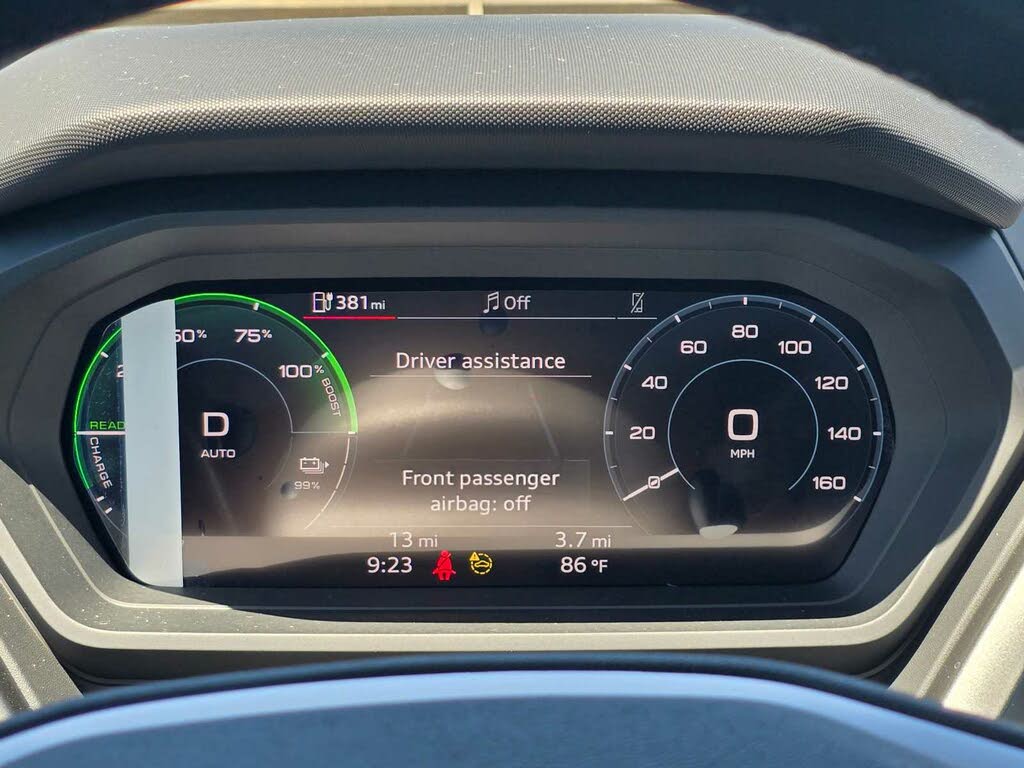 381 mi
Off
50%
75%
100%
BOOST
READ
CHARGE
D
AUTO
99%
Driver assistance
Front passenger
airbag: off
0
20
40
60
80
100
120
140
160
0
MPH
13 mi
3.7 mi
9:23
86 °F